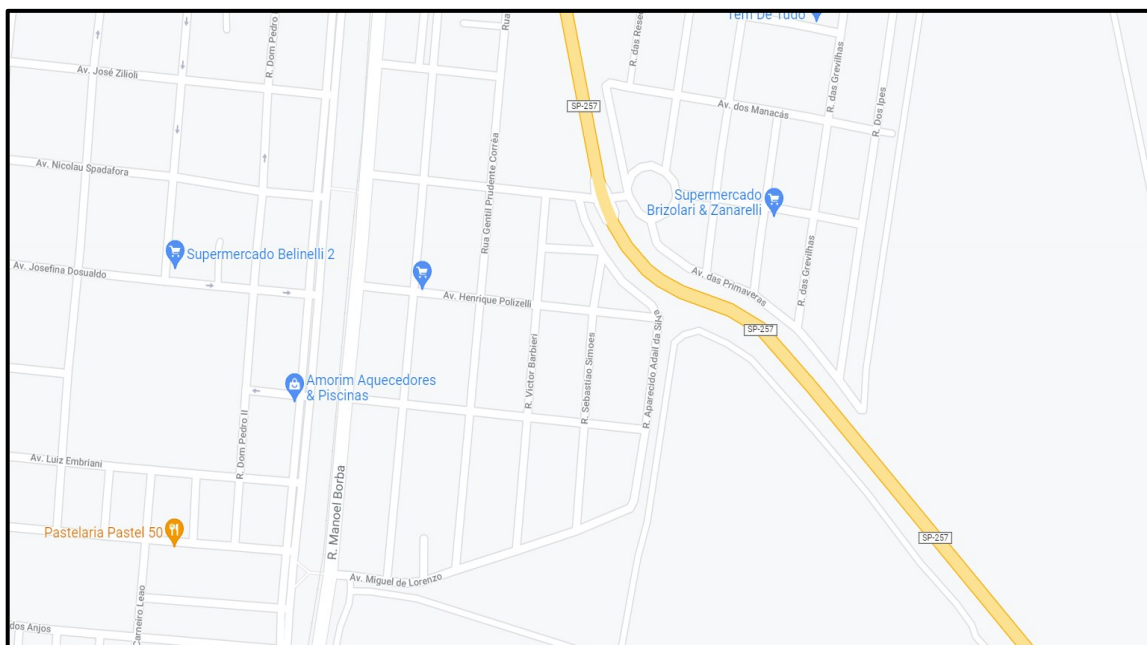 Tem De Tudo
Rua
R. das Rese
R. Dom Pedro
Av. José Zilioli
R. das Grevilhas
SP-257
Av. dos Manacás
R. Dos Ipes
Av. Nicolau Spadafora
Rua Gentil Prudente Corrêa
Supermercado
Brizolari & Zanarelli
Supermercado Belinelli 2
R. das Grevilhas
Av. Josefina Dosualdo
Av. das Primaveras
Av. Henrique Polizelli
SP-257
R. Victor Barbieri
R. Sebastiao Simoes
R. Aparecido Adail da Silva
Amorim Aquecedores
& Piscinas
R. Dom Pedro II
Av. Luiz Embriani
R. Manoel Borba
Pastelaria Pastel 50
SP-257
Av. Miguel de Lorenzo
Carneiro Leao
dos Anjos